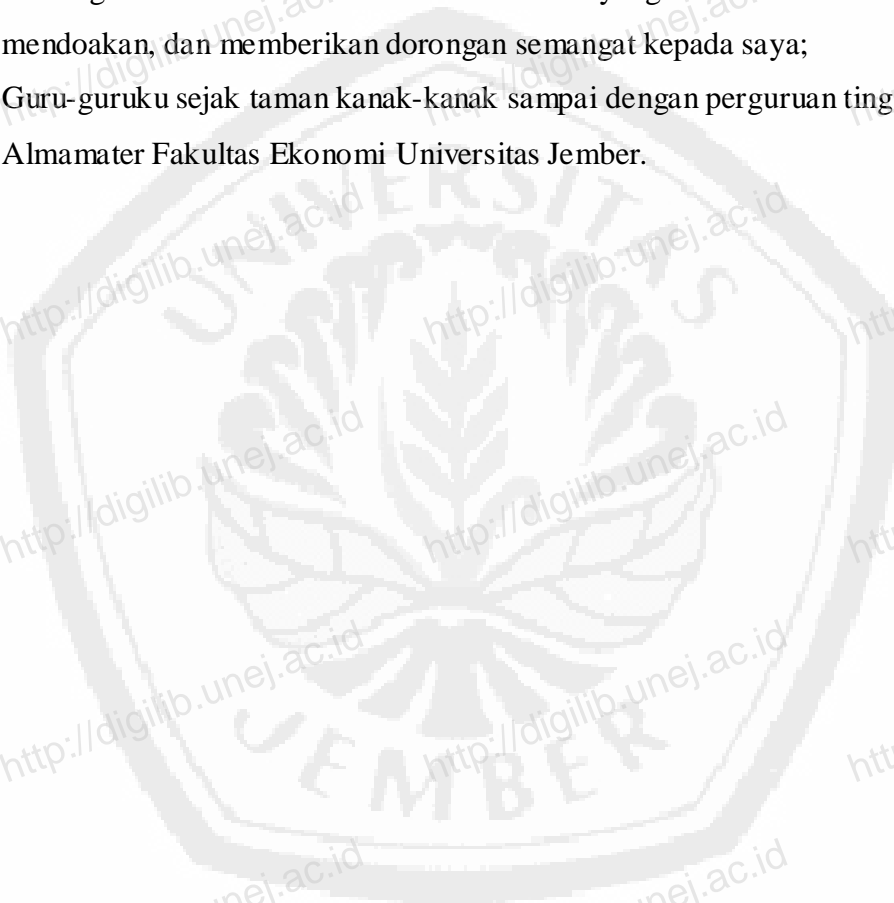 mendoakan, dan memberikan dorongan semangat kepada saya;
Guru-guruku sejak taman kanak-kanak sampai dengan perguruan ting
Almamater Fakultas Ekonomi Universitas Jember.
UNIVERSITAS
http://digilib.unej.ac.id http://digilib.unej.ac.id
http://digilib.unej.ac.id http://digilib.unej.ac.id
http://digilib.unej.ac.id http://digilib.unej.ac.id
JEMBER